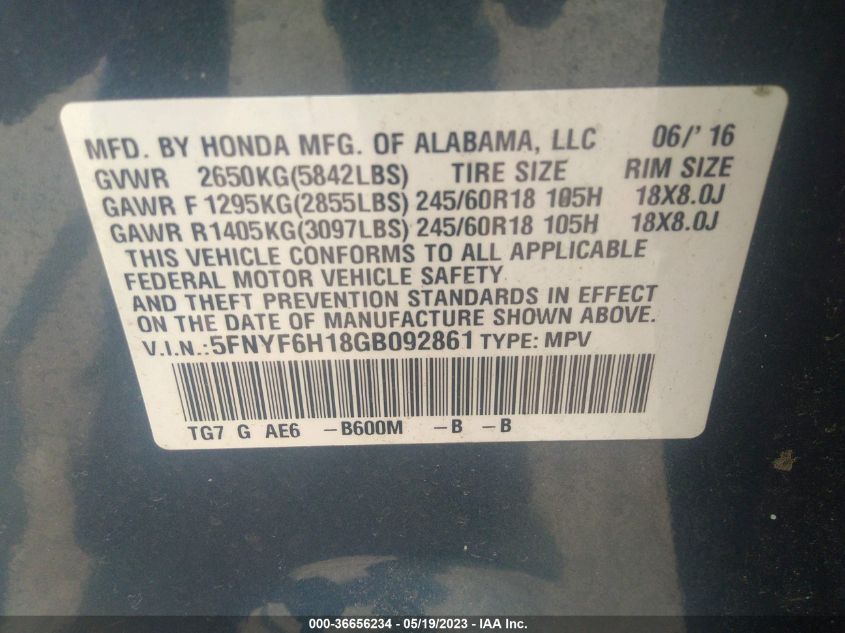 MFD. BY HONDA MFG. OF ALABAMA, LLC 06/'16
GVWR 2650KG(5842LBS) TIRE SIZE RIM SIZE
GAWR F 1295KG(2855LBS) 245/60R18 105H 18X8.0J
GAWR R1405KG(3097LBS) 245/60R18 105H 18X8.0J
THIS VEHICLE CONFORMS TO ALL APPLICABLE
FEDERAL MOTOR VEHICLE SAFETY
AND THEFT PREVENTION STANDARDS IN EFFECT
ON THE DATE OF MANUFACTURE SHOWN ABOVE.
V.I.N.:5FNYF6H18GB092861 TYPE: MPV
TG7 G AE6 -B600M -B -B
000-36656234 - 05/19/2023 - IAA Inc.